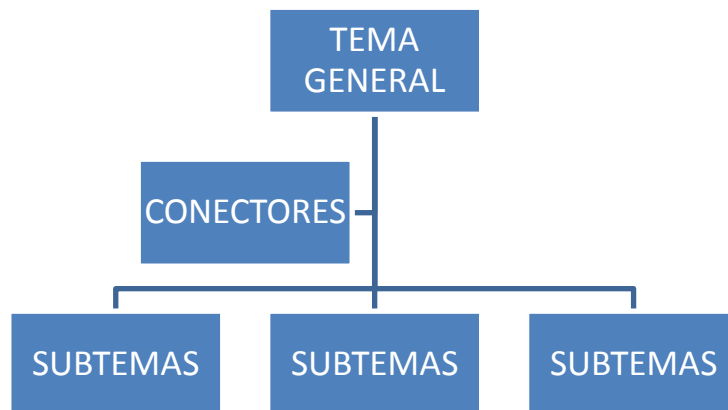 TEMA
GENERAL
CONECTORES
SUBTEMAS
SUBTEMAS
SUBTEMAS